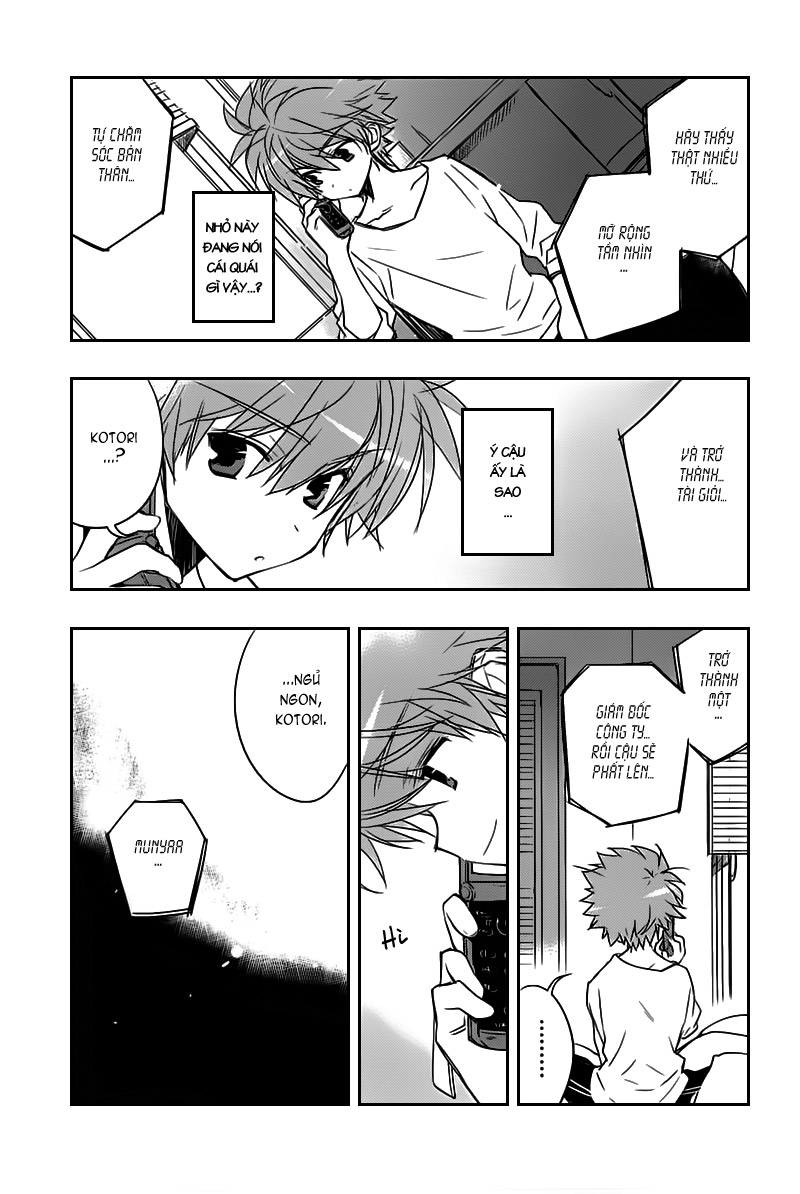 HÃY THẤY
THẬT NHIỀU
THỨ...
MỞ RỘNG
TẦM NHÌN
...
TỰ CHĂM
SÓC BẢN
THÂN...
NHỎ NÀY
ĐANG NÓI
CÁI QUÁI
GÌ VẬY...?
VÀ TRỞ
THÀNH...
TÀI GIỎI...
Ý CẬU
ẤY LÀ
SAO
...
KOTORI
...?
TRỞ
THÀNH
MỘT
...
GIÁM ĐỐC
CÔNG TY...
RỒI CẬU SẼ
PHẤT LÊN...
.........
Hì
...NGỦ
NGON,
KOTORI.
MUNYAA
...